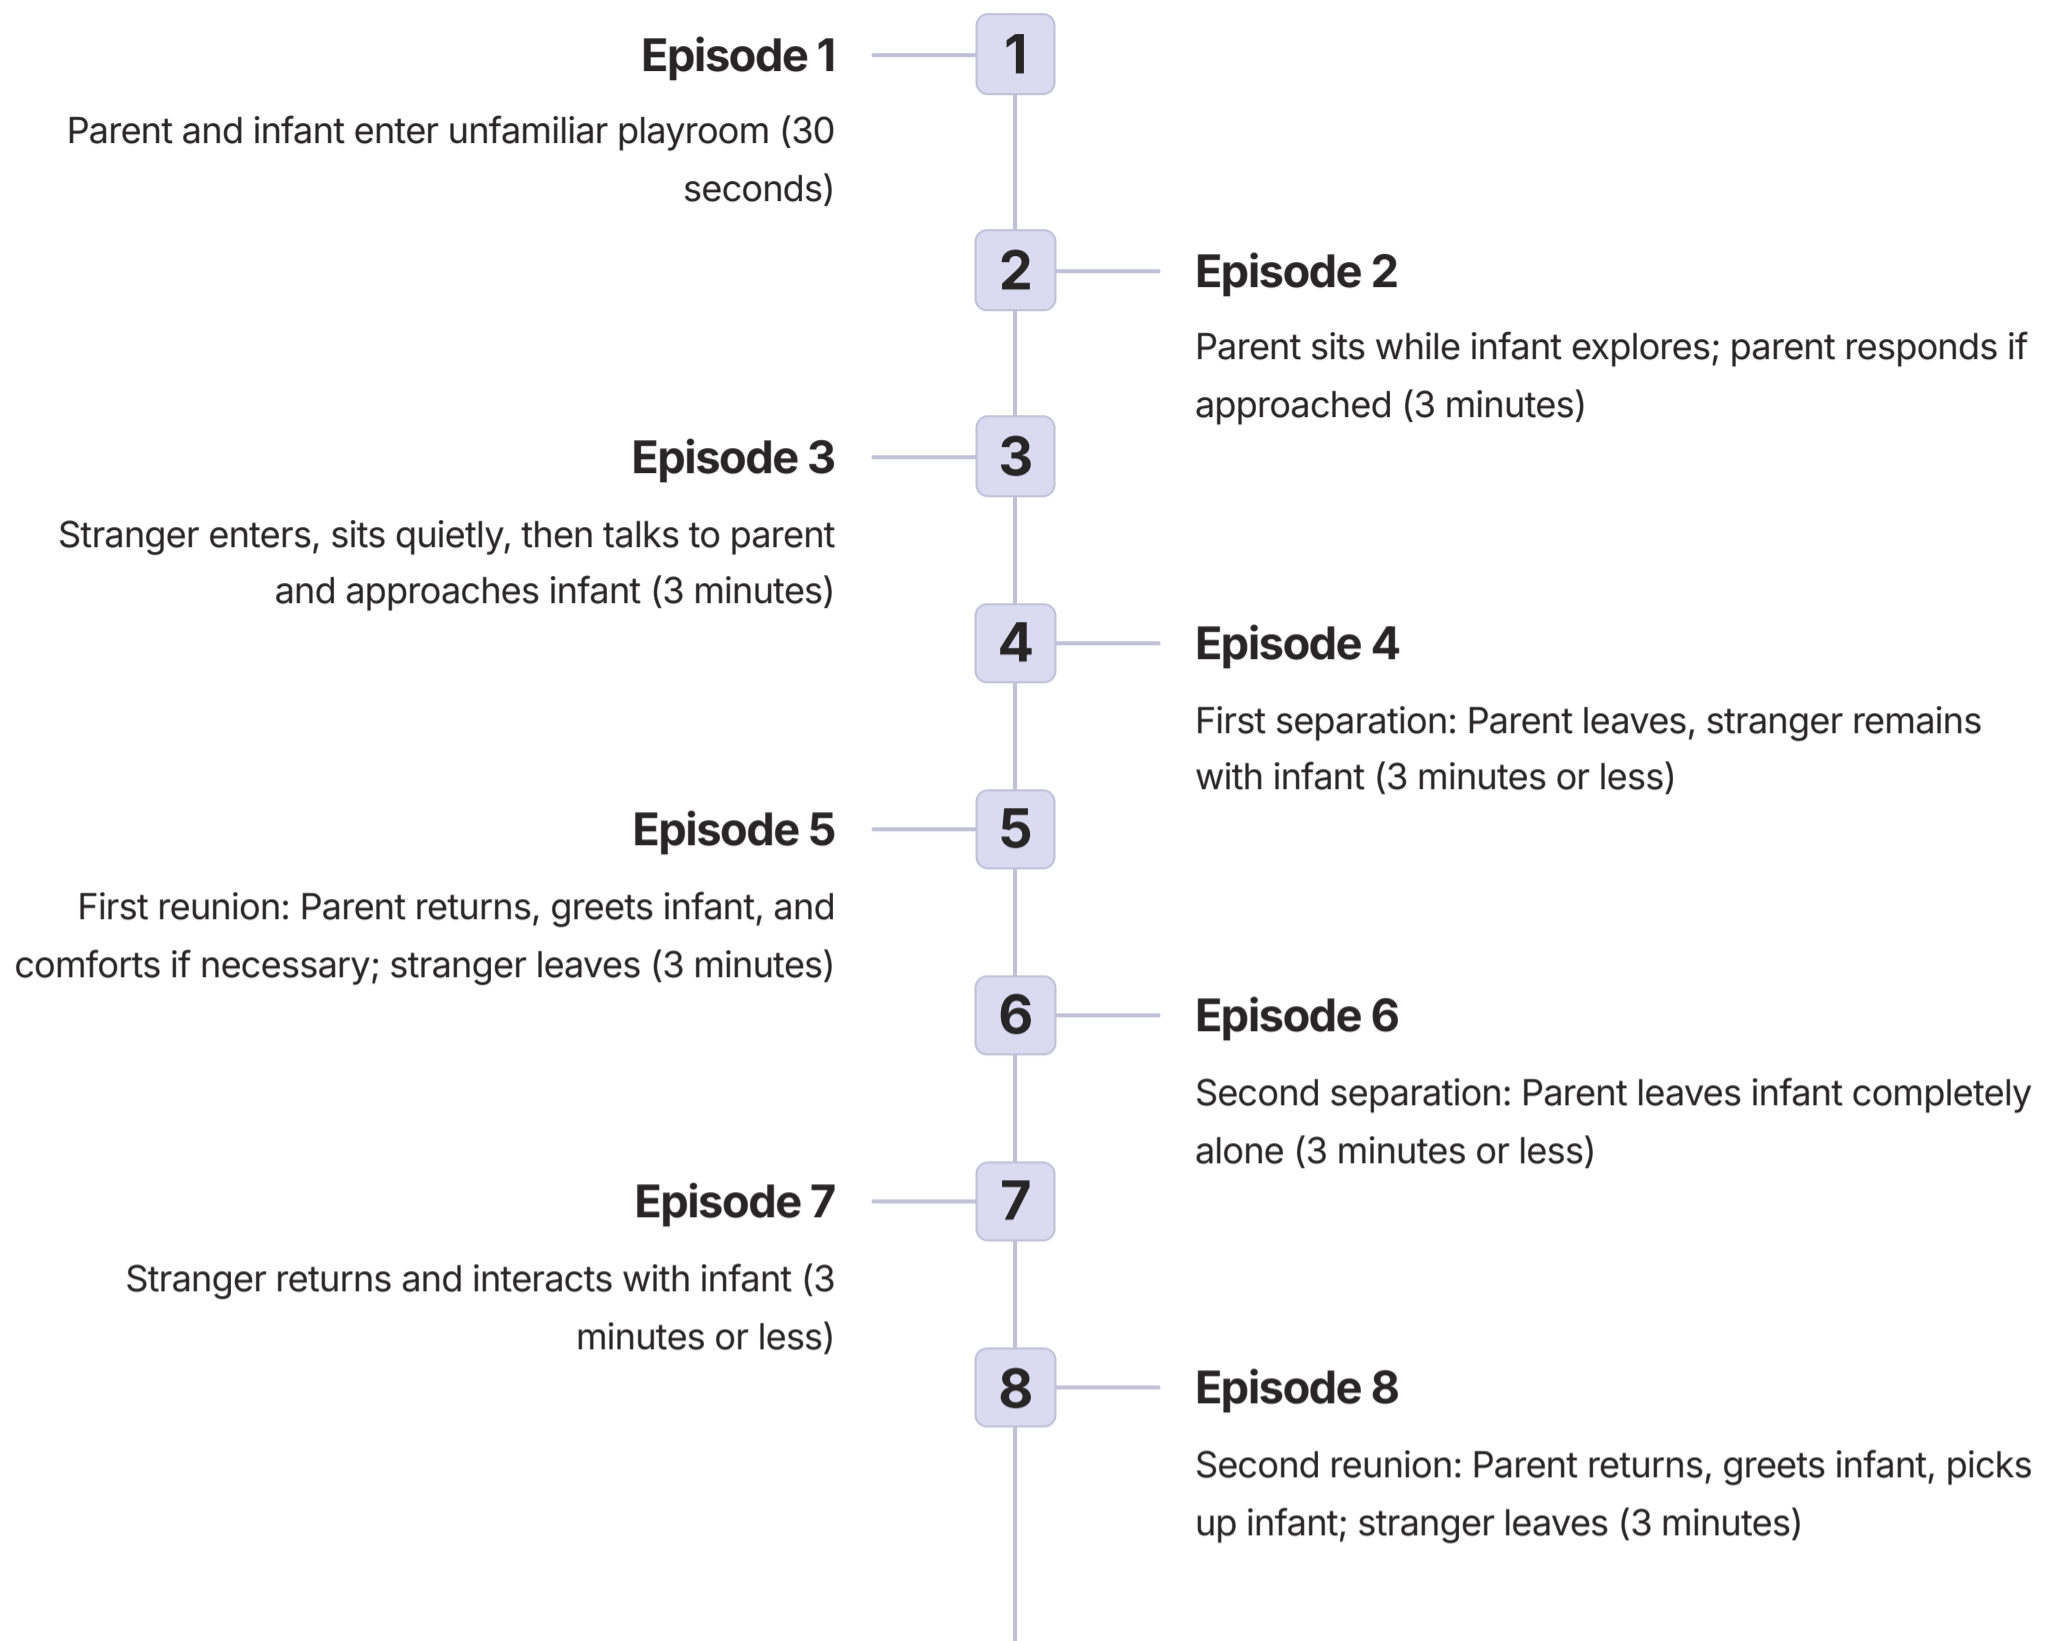 Episode 1
1
Parent and infant enter unfamiliar playroom (30
seconds)
2
Episode 2
Parent sits while infant explores; parent responds if
approached (3 minutes)
Episode 3
3
Stranger enters, sits quietly, then talks to parent
and approaches infant (3 minutes)
4
Episode 4
First separation: Parent leaves, stranger remains
with infant (3 minutes or less)
Episode 5
5
First reunion: Parent returns, greets infant, and
comforts if necessary; stranger leaves (3 minutes)
6
Episode 6
Second separation: Parent leaves infant completely
alone (3 minutes or less)
Episode 7
7
Stranger returns and interacts with infant (3
minutes or less)
8
Episode 8
Second reunion: Parent returns, greets infant, picks
up infant; stranger leaves (3 minutes)